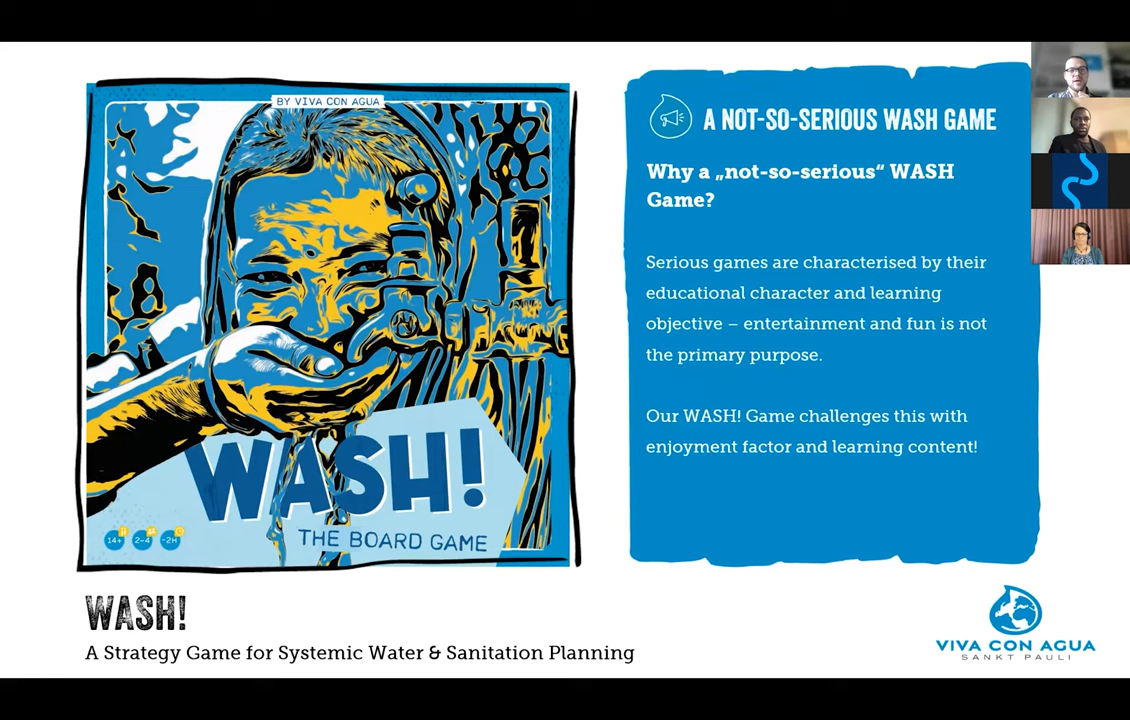 BY VIVA CON AGUA
WASH!
THE BOARD GAME
14+
2-4
~2H
A NOT-SO-SERIOUS WASH GAME
Why a „not-so-serious“ WASH
Game?
Serious games are characterised by their
educational character and learning
objective – entertainment and fun is not
the primary purpose.
Our WASH! Game challenges this with
enjoyment factor and learning content!
WASH!
A Strategy Game for Systemic Water & Sanitation Planning
VIVA CON AGUA
SANKT PAULI